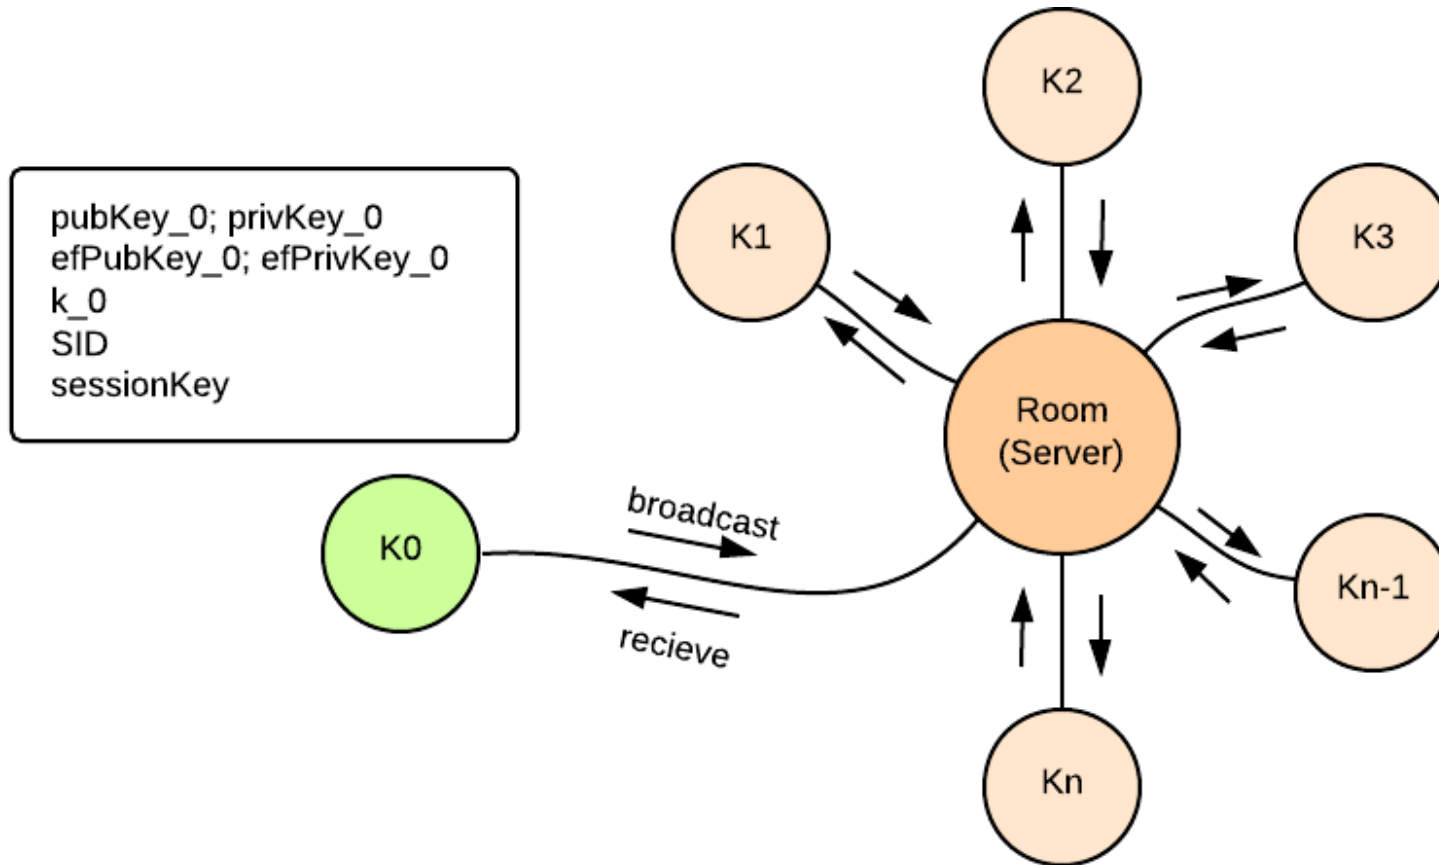 K2
pubKey_0; privKey_0
efPubKey_0; efPrivKey_0
k_0
SID
sessionKey
K1
K3
Room
(Server)
broadcast
K0
recieve
Kn-1
Kn